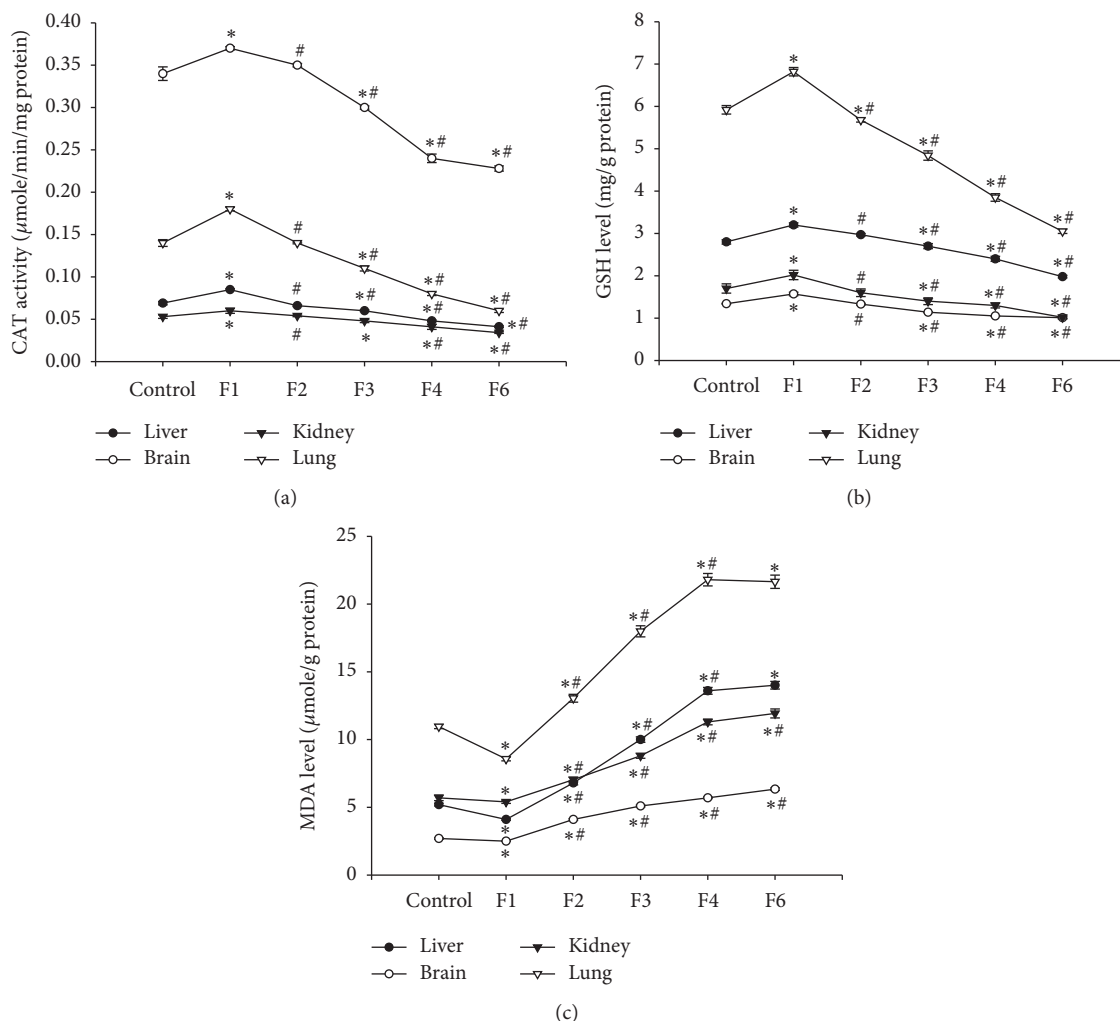 0.40
0.35
0.30
0.25
0.20
0.15
0.10
0.05
0.00
CAT activity (μmole/min/mg protein)
* # *# *# *#
* # *# *# *#
* # *# *# *#
* # * *# *#
Control F1 F2 F3 F4 F6
Liver Kidney
Brain Lung
(a)
8
7
6
5
4
3
2
1
0
GSH level (mg/g protein)
* *# *# *# *#
* # *# *# *#
* # *# *# *#
* # *# *# *#
Control F1 F2 F3 F4 F6
Liver Kidney
Brain Lung
(b)
25
20
15
10
5
0
MDA level (μmole/g protein)
* *# *# *# *
* *# *# *# *
* *# *# *# *#
* *# *# *# *#
Control F1 F2 F3 F4 F6
Liver Kidney
Brain Lung
(c)